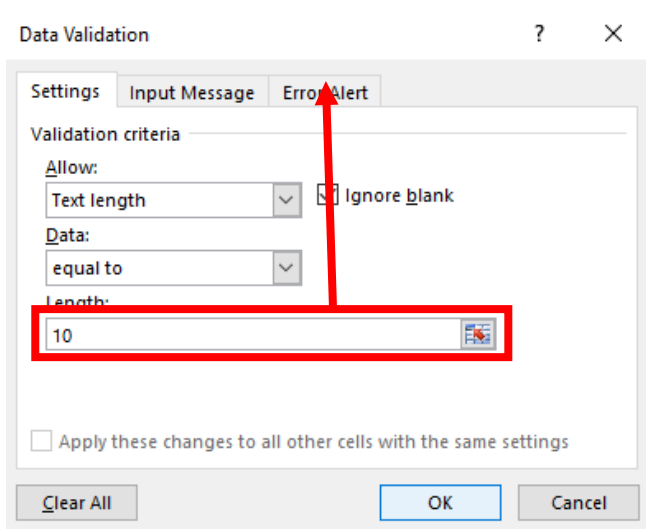 Data Validation ? ×
Settings Input Message Error Alert
Validation criteria
Allow:
Text length
Ignore blank
Data:
equal to
Length:
10
Apply these changes to all other cells with the same settings
Clear All OK Cancel